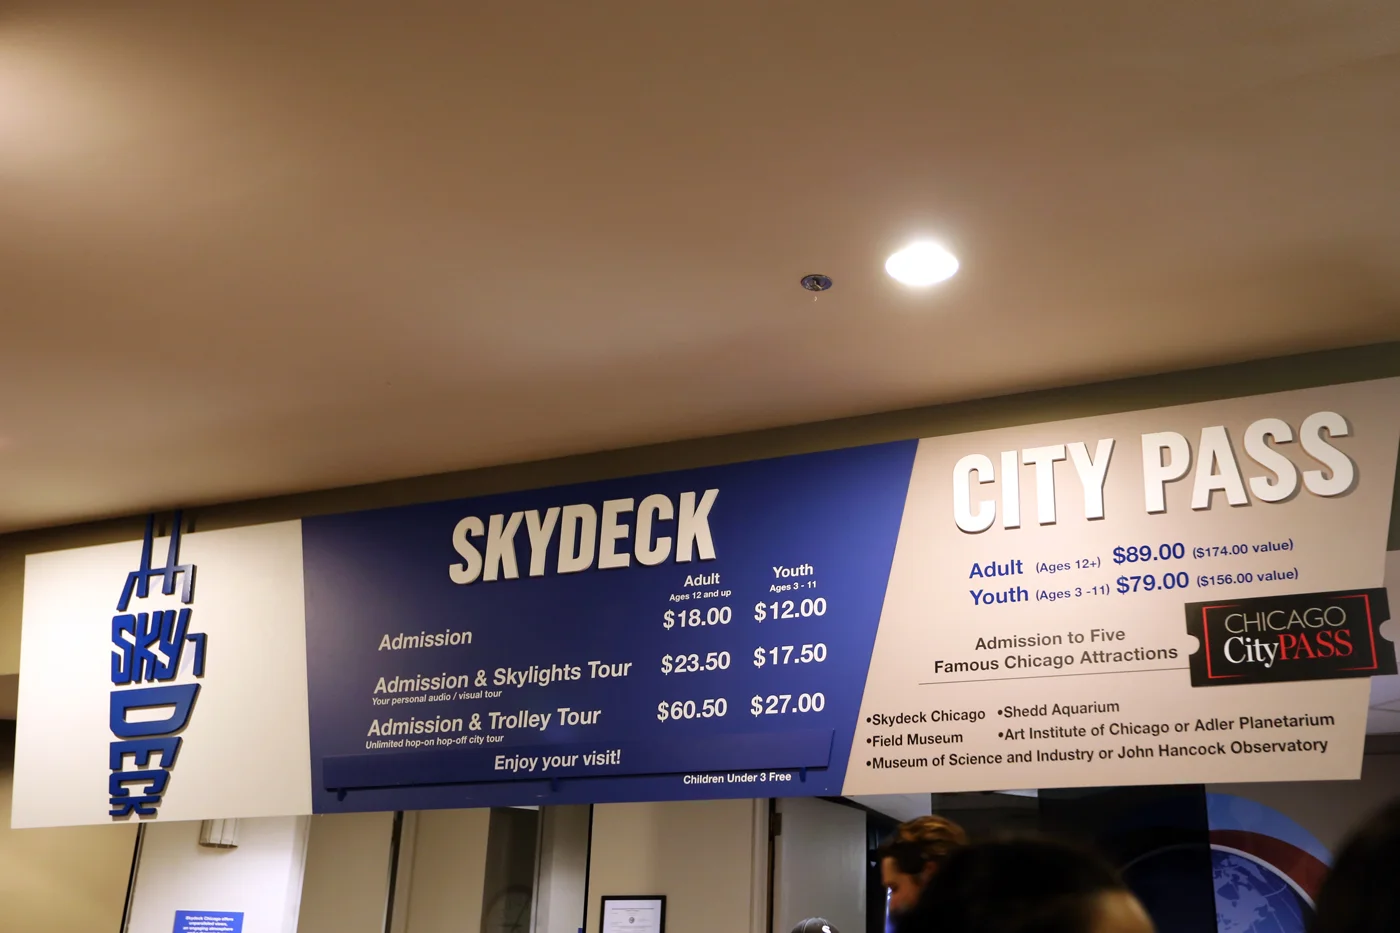 SKY
DECK
SKYDECK
Adult Youth
Ages 12 and up Ages 3 - 11
Admission $18.00 $12.00
Admission & Skylights Tour $23.50 $17.50
Your personal audio / visual tour
Admission & Trolley Tour $60.50 $27.00
Unlimited hop-on hop-off city tour
Enjoy your visit!
Children Under 3 Free
CITY PASS
Adult (Ages 12+) $89.00 ($174.00 value)
Youth (Ages 3 -11) $79.00 ($156.00 value)
Admission to Five
Famous Chicago Attractions
CHICAGO
CityPASS
•Skydeck Chicago •Shedd Aquarium
•Field Museum •Art Institute of Chicago or Adler Planetarium
•Museum of Science and Industry or John Hancock Observatory
Skydeck Chicago offers